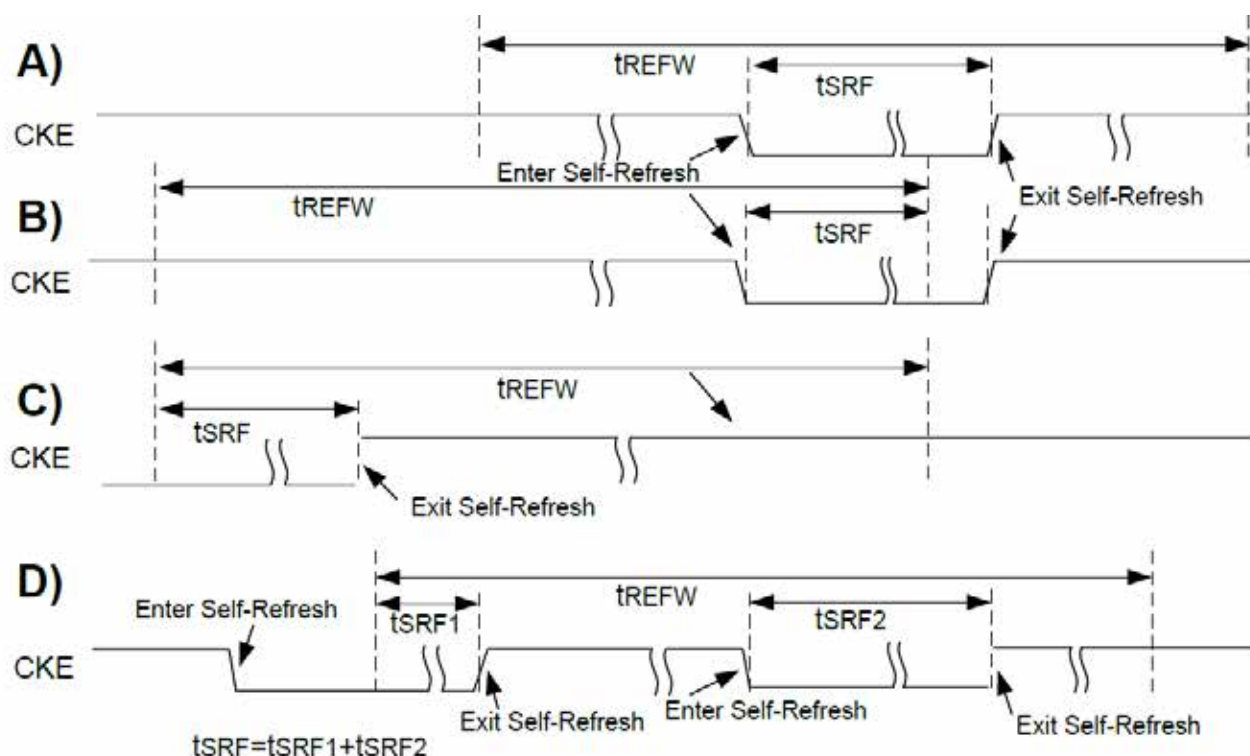 A)
tREFW
tSRF
CKE
Enter Self-Refresh
Exit Self-Refresh
B)
tREFW
tSRF
CKE
C)
tREFW
tSRF
CKE
Exit Self-Refresh
D)
Enter Self-Refresh
tREFW
tSRF1
tSRF2
CKE
Exit Self-Refresh
Enter Self-Refresh
Exit Self-Refresh
tSRF=tSRF1+tSRF2